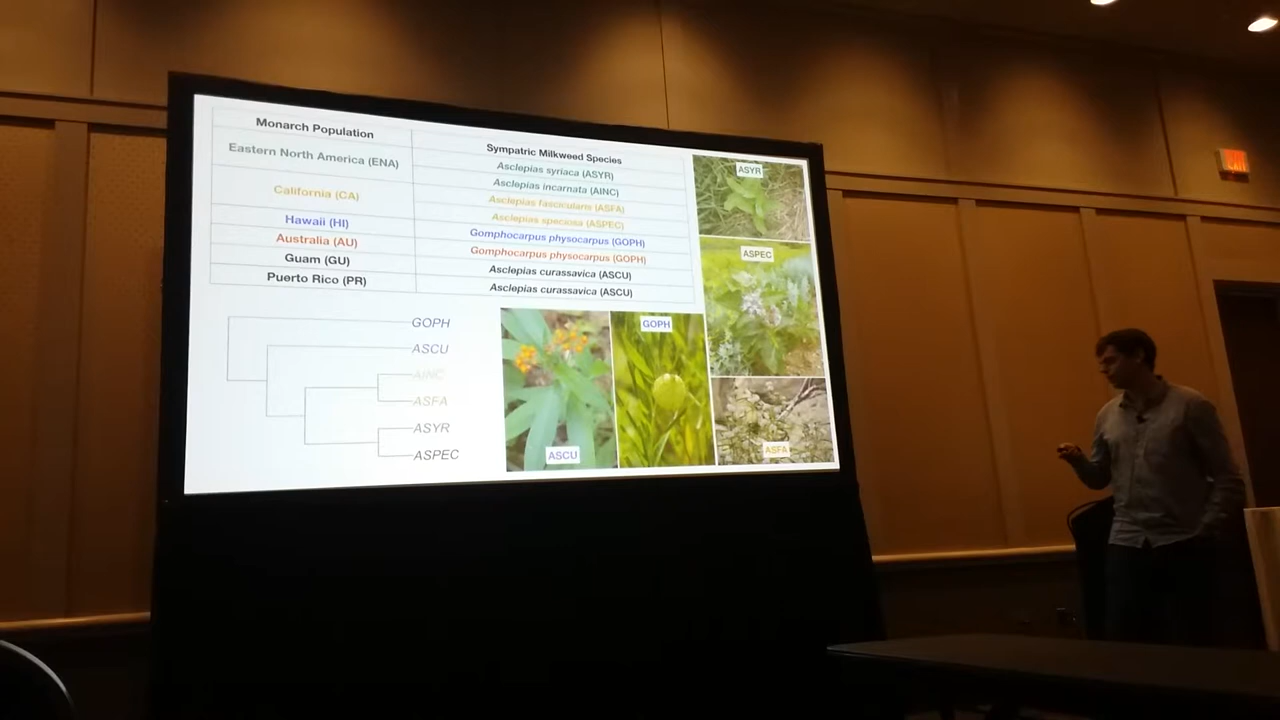 Monarch Population
Sympatric Milkweed Species
Eastern North America (ENA)
Asclepias syriaca (ASYR)
Asclepias incarnata (AINC)
California (CA)
Asclepias fascicularis (ASFA)
Asclepias speciosa (ASPEC)
Hawaii (HI)
Gomphocarpus physocarpus (GOPH)
Australia (AU)
Gomphocarpus physocarpus (GOPH)
Guam (GU)
Asclepias curassavica (ASCU)
Puerto Rico (PR)
Asclepias curassavica (ASCU)
GOPH
ASCU
AINC
ASFA
ASYR
ASPEC
ASCU
GOPH
ASYR
ASPEC
ASFA
EXIT